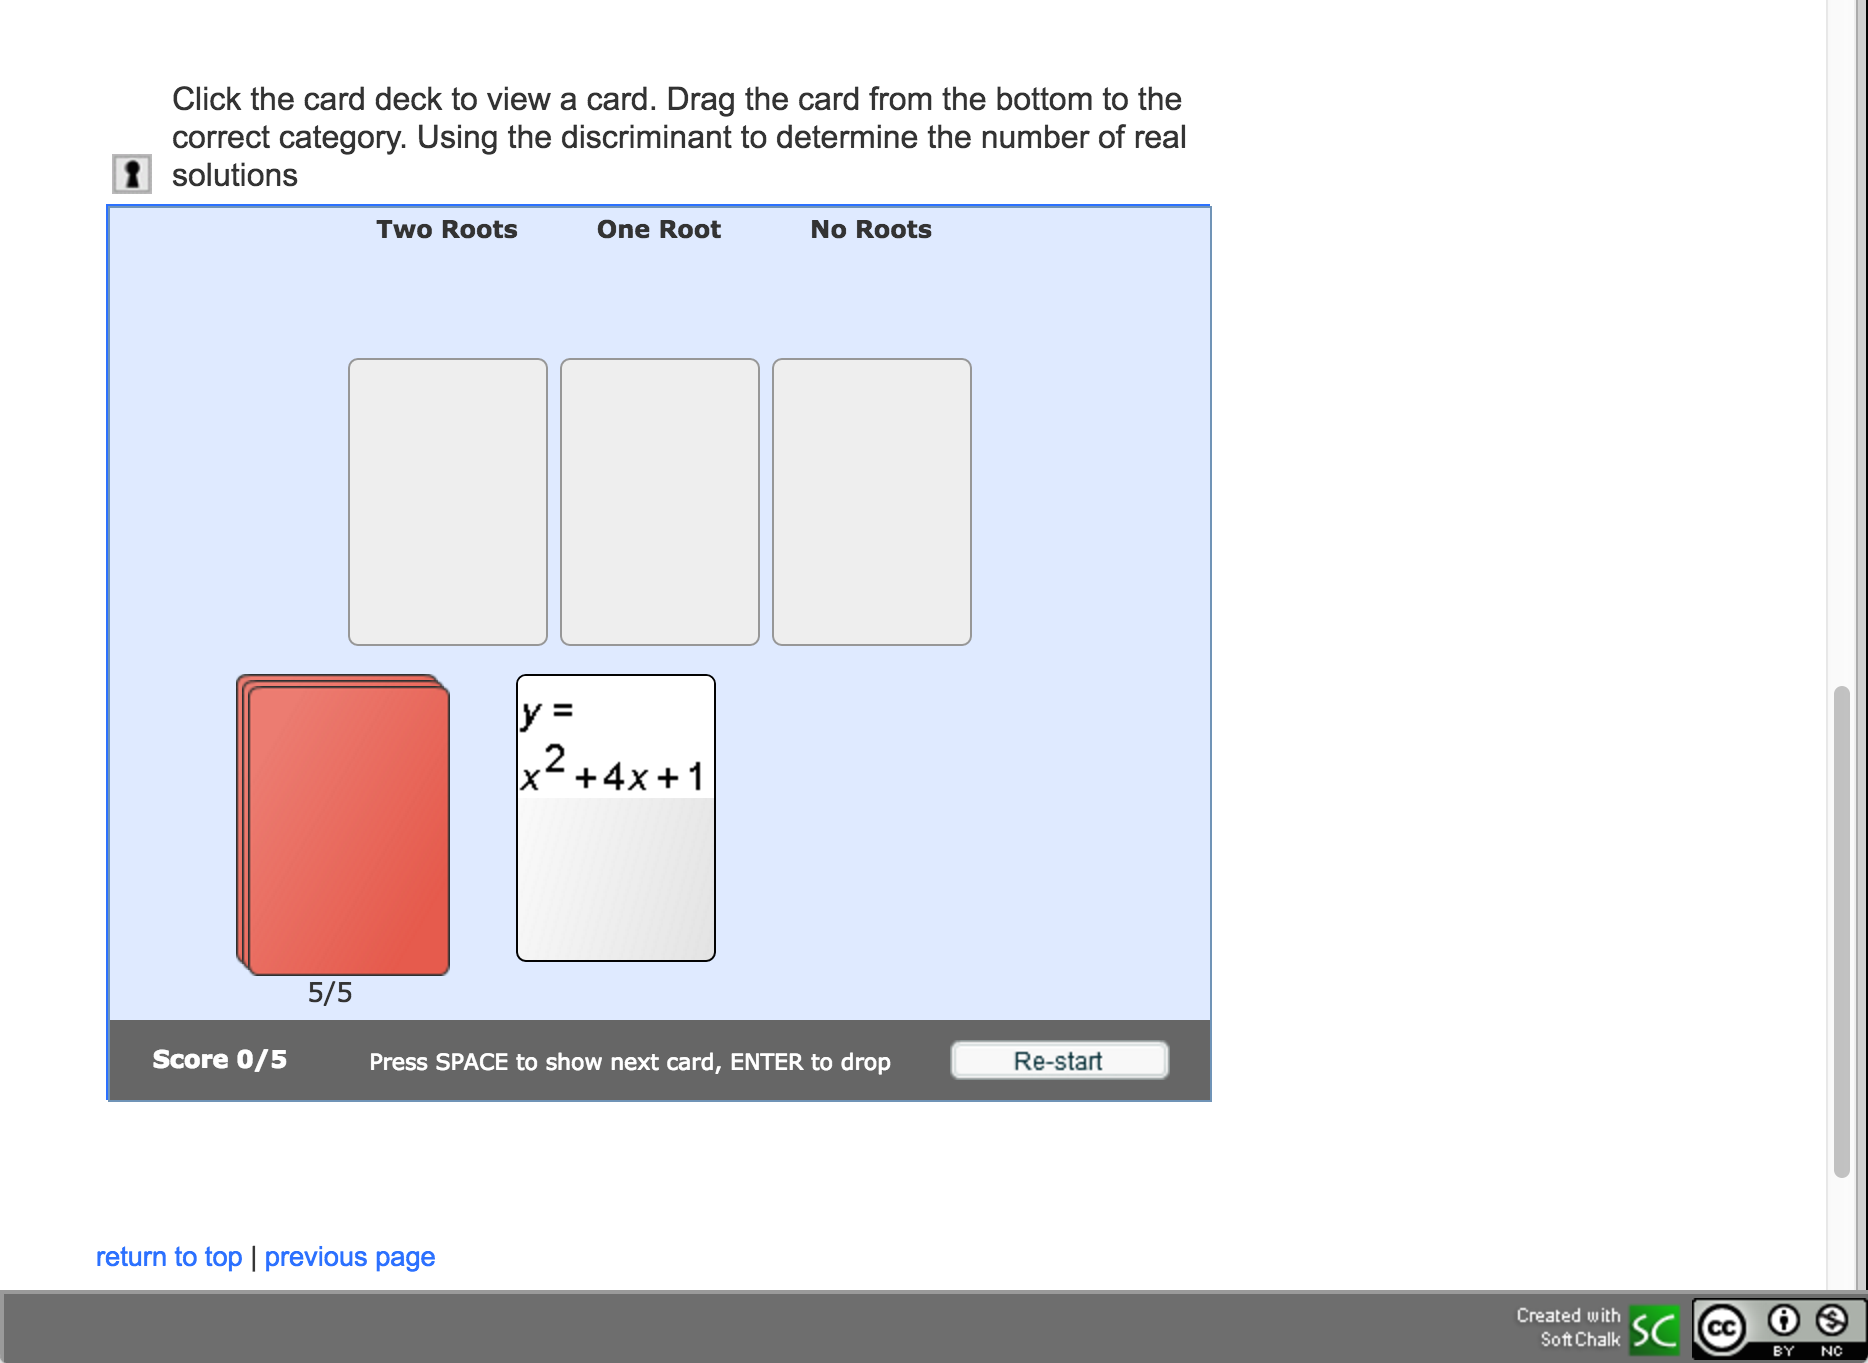 Click the card deck to view a card. Drag the card from the bottom to the
correct category. Using the discriminant to determine the number of real
solutions
Two Roots One Root No Roots
y =
x² + 4x + 1
5/5
Score 0/5 Press SPACE to show next card, ENTER to drop Re-start
return to top | previous page
Created with
SoftChalk
SC
cc
BY NC